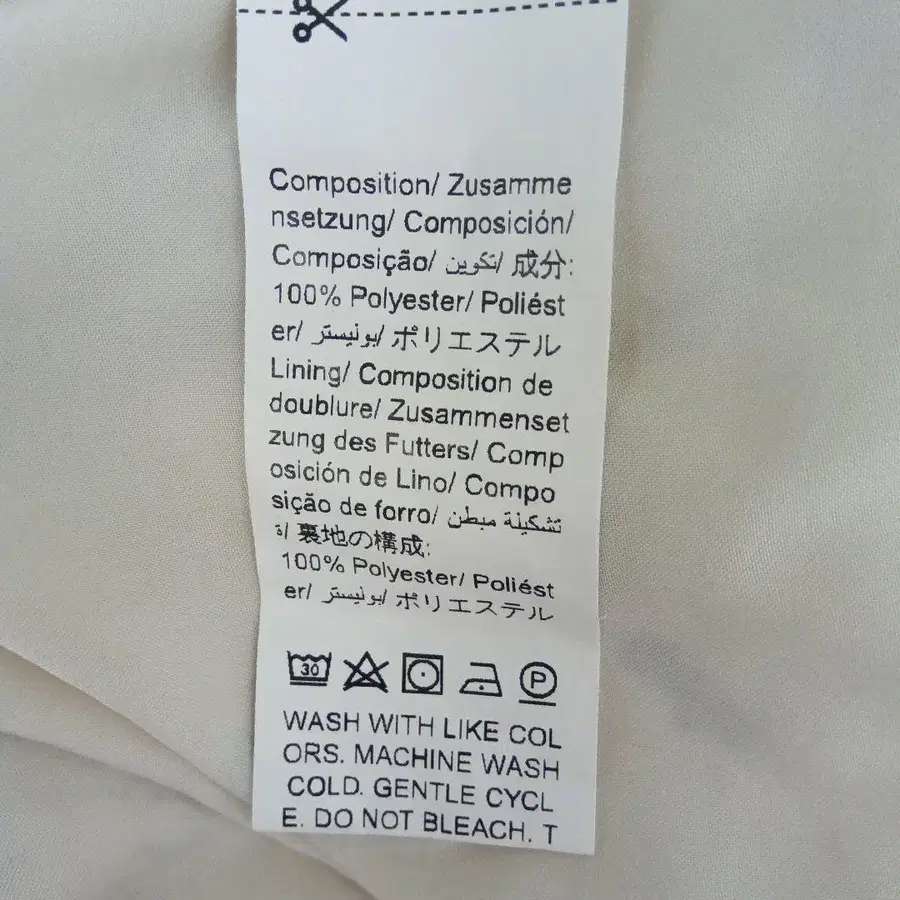 Composition/ Zusamme
nsetzung/ Composición/
Composição/ تكوين/ 成分:
100% Polyester/ Poliést
er/ بونيستر/ ポリエステル
Lining/ Composition de
doublure/ Zusammenset
zung des Futters/ Comp
osición de Lino/ Compo
sição de forro/ تشكيلة مبطن
ة/ 裏地の構成:
100% Polyester/ Poliést
er/ بونيستر/ ポリエステル
30
P
WASH WITH LIKE COL
ORS. MACHINE WASH
COLD. GENTLE CYCL
E. DO NOT BLEACH. T